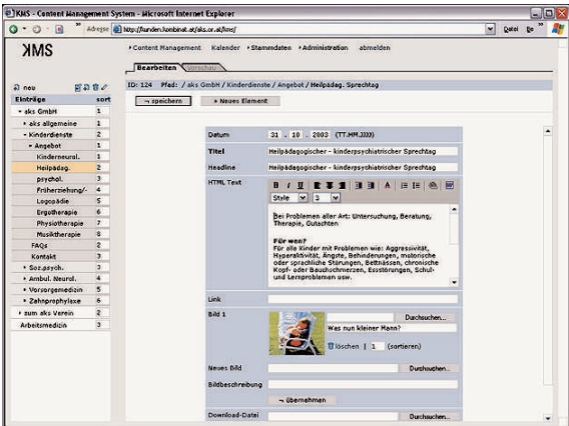 KMS - Content Management System - Microsoft Internet Explorer
Adresse http://kunden.kombinat.at/aks.or.at/kms/
Datei Be
KMS
Content Management Kalender Stammdaten Administration abmelden
Bearbeiten Vorschau
neu
ID: 124 Pfad: / aks GmbH / Kinderdienste / Angebot / Heilpädag. Sprechtag
Einträge sort
¬ speichern Neues Element
aks GmbH 1
aks allgemeine 1
Kinderdienste 2
Angebot 1
Kinderneurol. 1
Heilpädag. 2
psychol. 3
Früherziehung/- 4
Logopädie 5
Ergotherapie 6
Physiotherapie 7
Musiktherapie 8
FAQs 2
Kontakt 3
Soz.psych. 3
Ambul. Neurol. 4
Vorsorgemedizin 5
Zahnprophylaxe 6
zum aks Verein 2
Arbeitsmedizin 3
Datum 31 . 10 . 2003 (TT.MM.JJJJ)
Titel Heilpädagogischer - kinderpsychiatrischer Sprechtag
Headline Heilpädagogischer - kinderpsychiatrischer Sprechtag
HTML Text B I U
Style 3
Bei Problemen aller Art: Untersuchung, Beratung,
Therapie, Gutachten
Für wen?
Für alle Kinder mit Problemen wie: Aggressivität,
Hyperaktivität, Ängste, Behinderungen, motorische
oder sprachliche Störungen, Bettnässen, chronische
Kopf- oder Bauchschmerzen, Essstörungen, Schul-
und Lernproblemen usw.
Link
Bild 1 Durchsuchen...
Was nun kleiner Mann?
löschen | 1 (sortieren)
Neues Bild Durchsuchen...
Bildbeschreibung
¬ übernehmen
Download-Datei Durchsuchen...